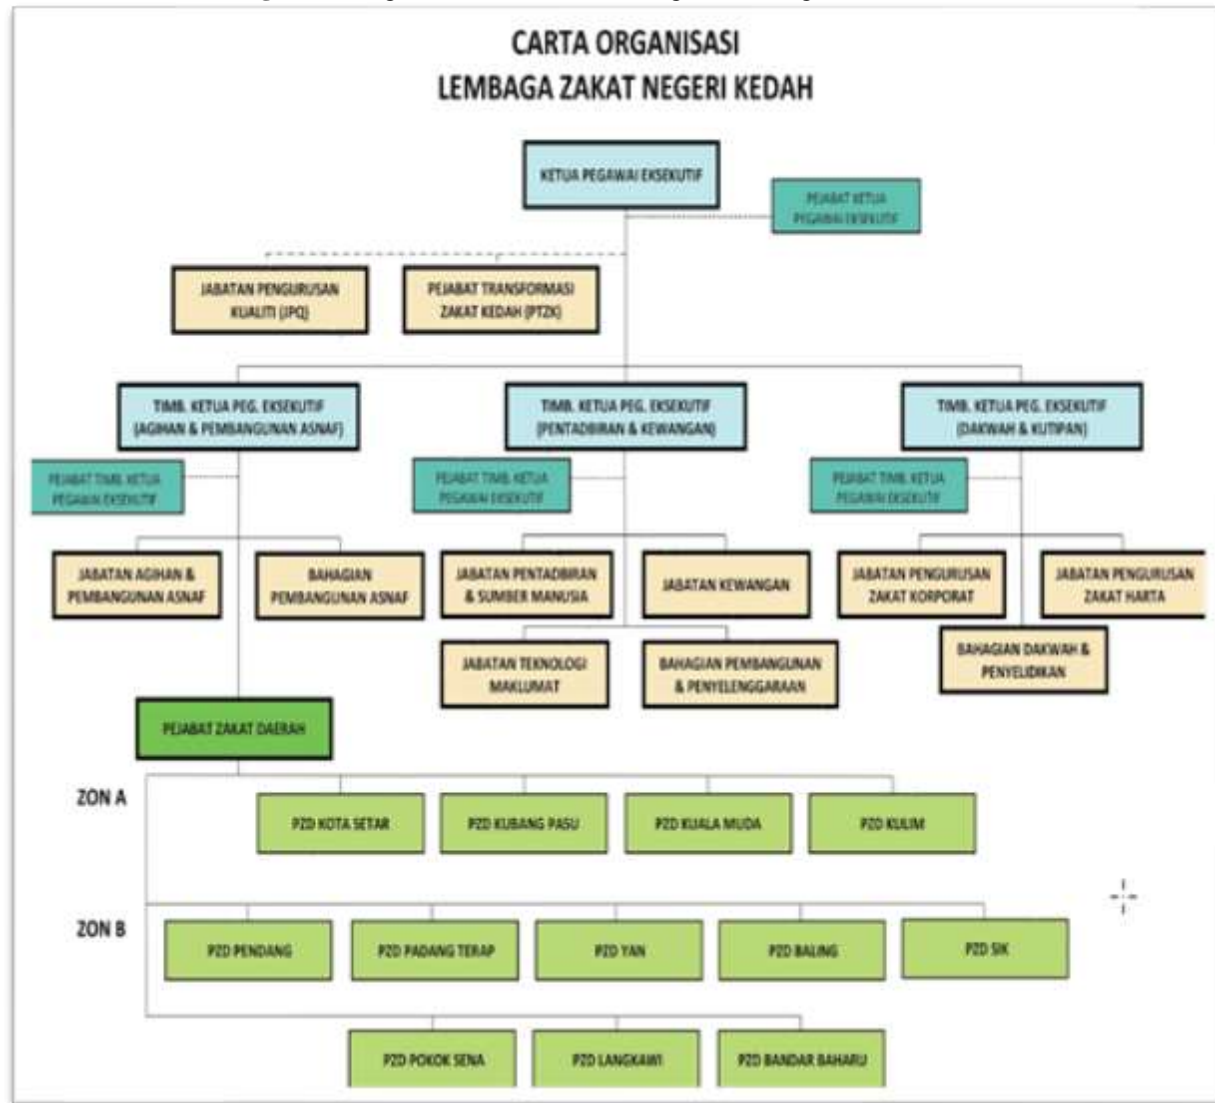 CARTA ORGANISASI
LEMBAGA ZAKAT NEGERI KEDAH
KETUA PEGAWAI EKSEKUTIF
PEJABAT KETUA
PEGAWAI EKSEKUTIF
JABATAN PENGURUSAN
KUALITI (JPQ)
PEJABAT TRANSFORMASI
ZAKAT KEDAH (PTZK)
TIMB. KETUA PEG. EKSEKUTIF
(AGIHAN & PEMBANGUNAN ASNAF)
TIMB. KETUA PEG. EKSEKUTIF
(PENTADBIRAN & KEWANGAN)
TIMB. KETUA PEG. EKSEKUTIF
(DAKWAH & KUTIPAN)
PEJABAT TIMB. KETUA
PEGAWAI EKSEKUTIF
PEJABAT TIMB. KETUA
PEGAWAI EKSEKUTIF
PEJABAT TIMB. KETUA
PEGAWAI EKSEKUTIF
JABATAN AGIHAN &
PEMBANGUNAN ASNAF
BAHAGIAN
PEMBANGUNAN ASNAF
JABATAN PENTADBIRAN
& SUMBER MANUSIA
JABATAN KEWANGAN
JABATAN PENGURUSAN
ZAKAT KORPORAT
JABATAN PENGURUSAN
ZAKAT HARTA
JABATAN TEKNOLOGI
MAKLUMAT
BAHAGIAN PEMBANGUNAN
& PENYELENGGARAAN
BAHAGIAN DAKWAH &
PENYELIDIKAN
PEJABAT ZAKAT DAERAH
ZON A
PZD KOTA SETAR
PZD KUBANG PASU
PZD KUALA MUDA
PZD KULIM
ZON B
PZD PENDANG
PZD PADANG TERAP
PZD YAN
PZD BALING
PZD SIK
PZD POKOK SENA
PZD LANGKAWI
PZD BANDAR BAHARU